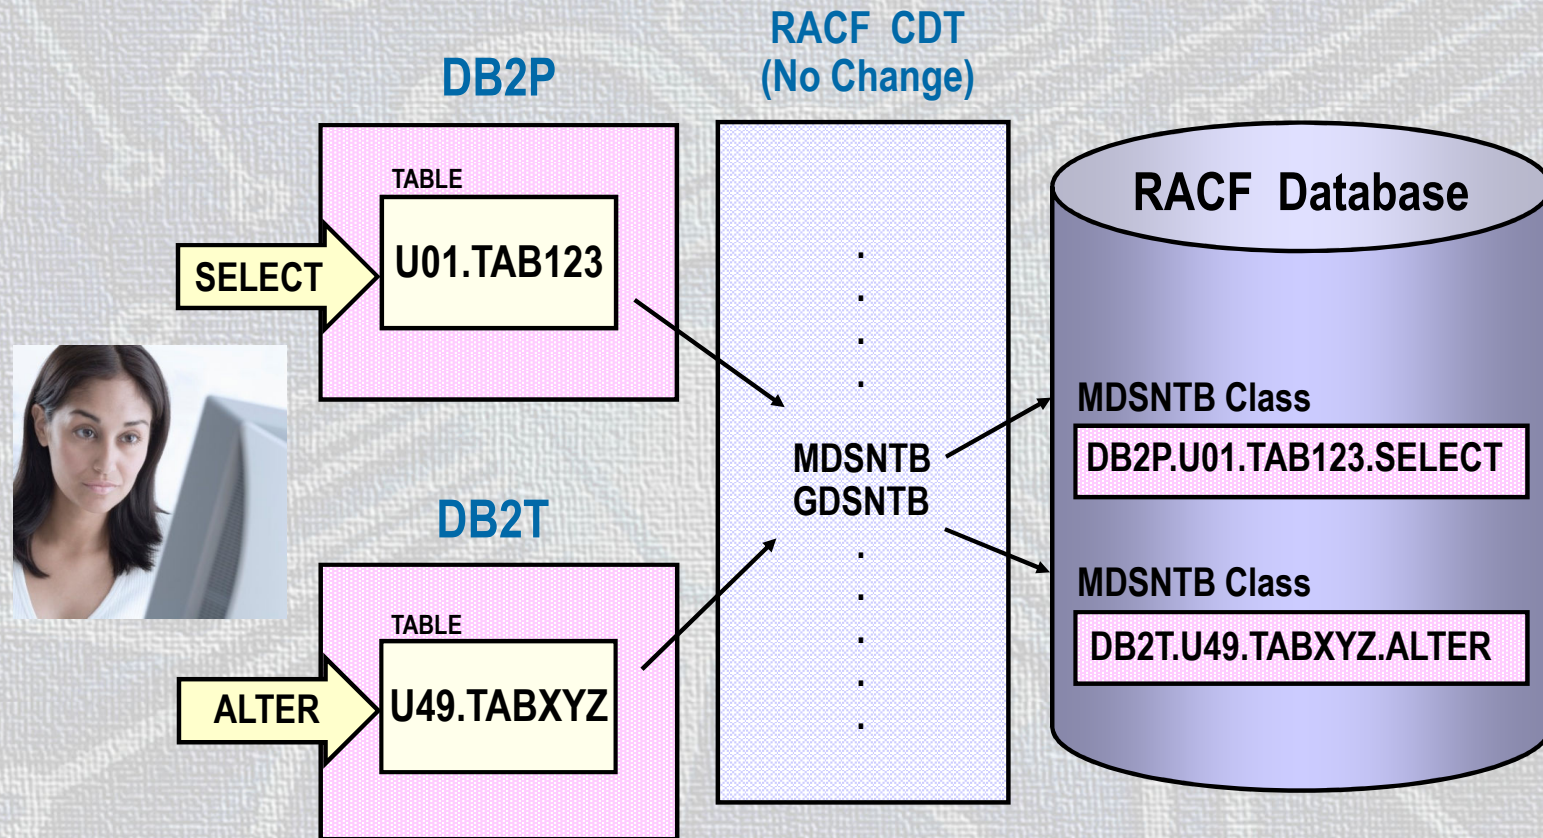 RACF CDT
(No Change)
DB2P
TABLE
U01.TAB123
SELECT
DB2T
TABLE
U49.TABXYZ
ALTER
.
.
.
.
MDSNTB
GDSNTB
.
.
.
.
.
RACF Database
MDSNTB Class
DB2P.U01.TAB123.SELECT
MDSNTB Class
DB2T.U49.TABXYZ.ALTER